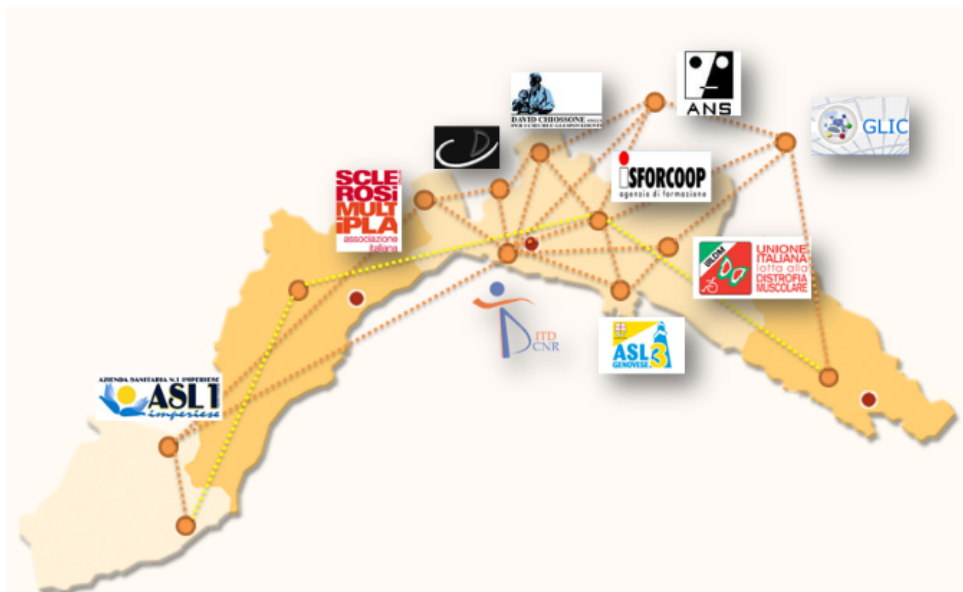 ANS
DAVID CHIOSSONE
GLIC
iSFORCOOP
agenzia di formazione
SCLE
ROSi
MULT
iPLA
associazione
italiana
UILDM
UNIONE
ITALIANA
lotta alla
DISTROFIA
MUSCOLARE
ITD
CNR
ASL3
GENOVESE
AZIENDA SANITARIA N.1 IMPERIESE
ASL1
imperiese